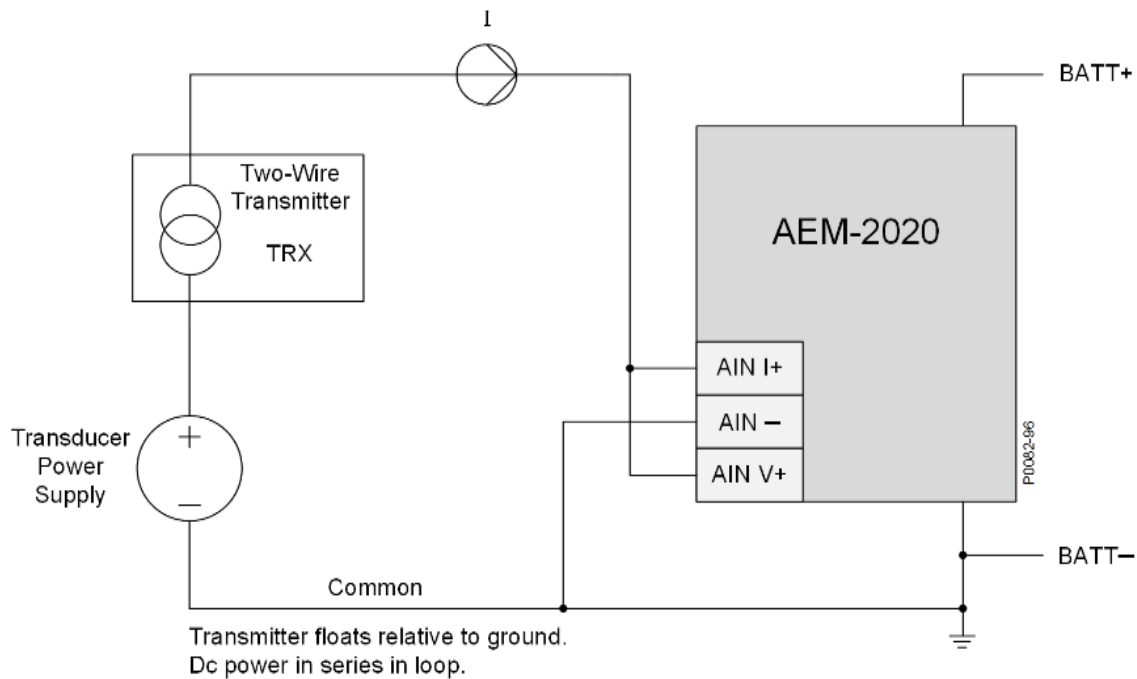 I
BATT+
Two-Wire
Transmitter
TRX
AEM-2020
AIN I+
AIN –
AIN V+
P0082-96
Transducer
Power
Supply
+
–
BATT–
Common
Transmitter floats relative to ground.
Dc power in series in loop.